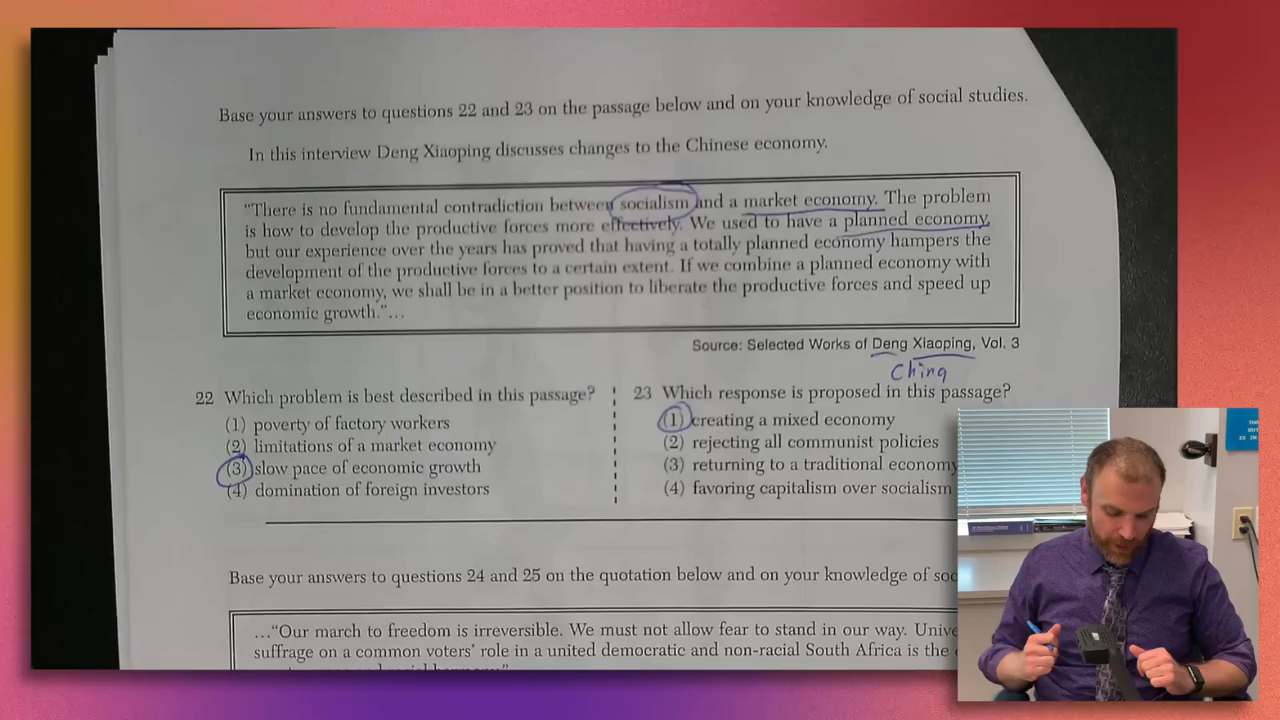 Base your answers to questions 22 and 23 on the passage below and on your knowledge of social studies.
In this interview Deng Xiaoping discusses changes to the Chinese economy.
"There is no fundamental contradiction between socialism and a market economy. The problem
is how to develop the productive forces more effectively. We used to have a planned economy,
but our experience over the years has proved that having a totally planned economy hampers the
development of the productive forces to a certain extent. If we combine a planned economy with
a market economy, we shall be in a better position to liberate the productive forces and speed up
economic growth."…
Source: Selected Works of Deng Xiaoping, Vol. 3
China
22 Which problem is best described in this passage?
(1) poverty of factory workers
(2) limitations of a market economy
(3) slow pace of economic growth
(4) domination of foreign investors
23 Which response is proposed in this passage?
(1) creating a mixed economy
(2) rejecting all communist policies
(3) returning to a traditional economy
(4) favoring capitalism over socialism
Base your answers to questions 24 and 25 on the quotation below and on your knowledge of soc
…"Our march to freedom is irreversible. We must not allow fear to stand in our way. Unive
suffrage on a common voters' role in a united democratic and non-racial South Africa is the